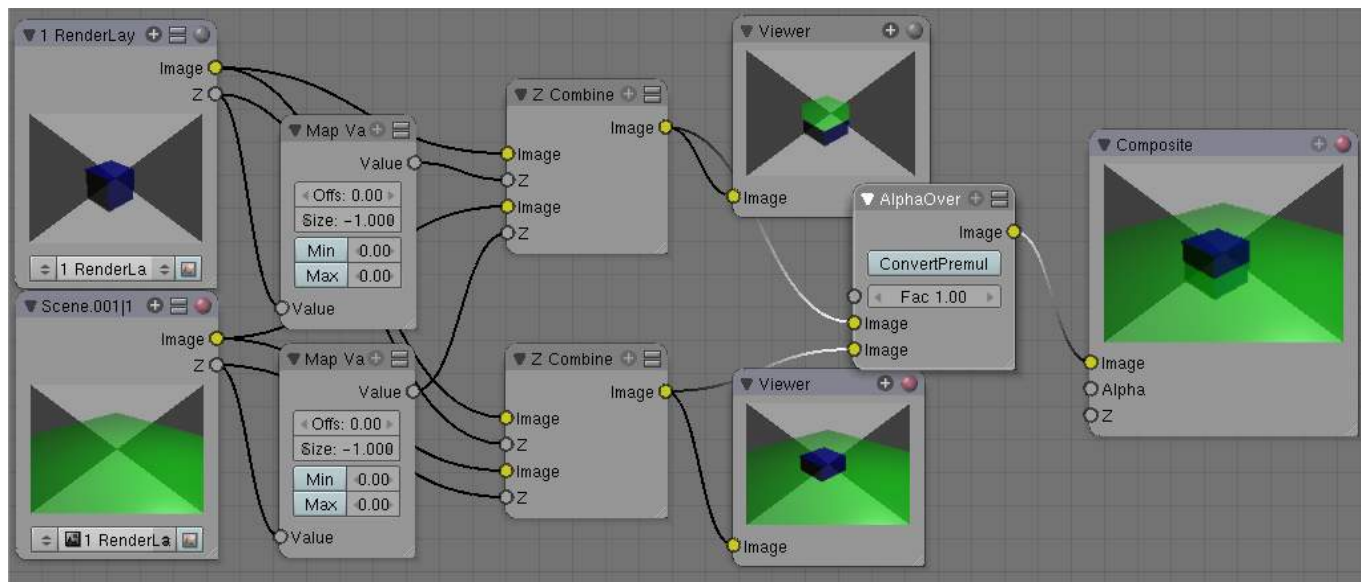 1 RenderLay
Image
Z
1 RenderLa
Scene.001|1
Image
Z
1 RenderLa
Map Va
Value
Offs: 0.00
Size: -1.000
Min 0.00
Max 0.00
Value
Map Va
Value
Offs: 0.00
Size: -1.000
Min 0.00
Max 0.00
Value
Z Combine
Image
Image
Z
Image
Z
Z Combine
Image
Image
Z
Image
Z
Viewer
Image
AlphaOver
Image
ConvertPremul
Fac 1.00
Image
Image
Viewer
Image
Composite
Image
Alpha
Z